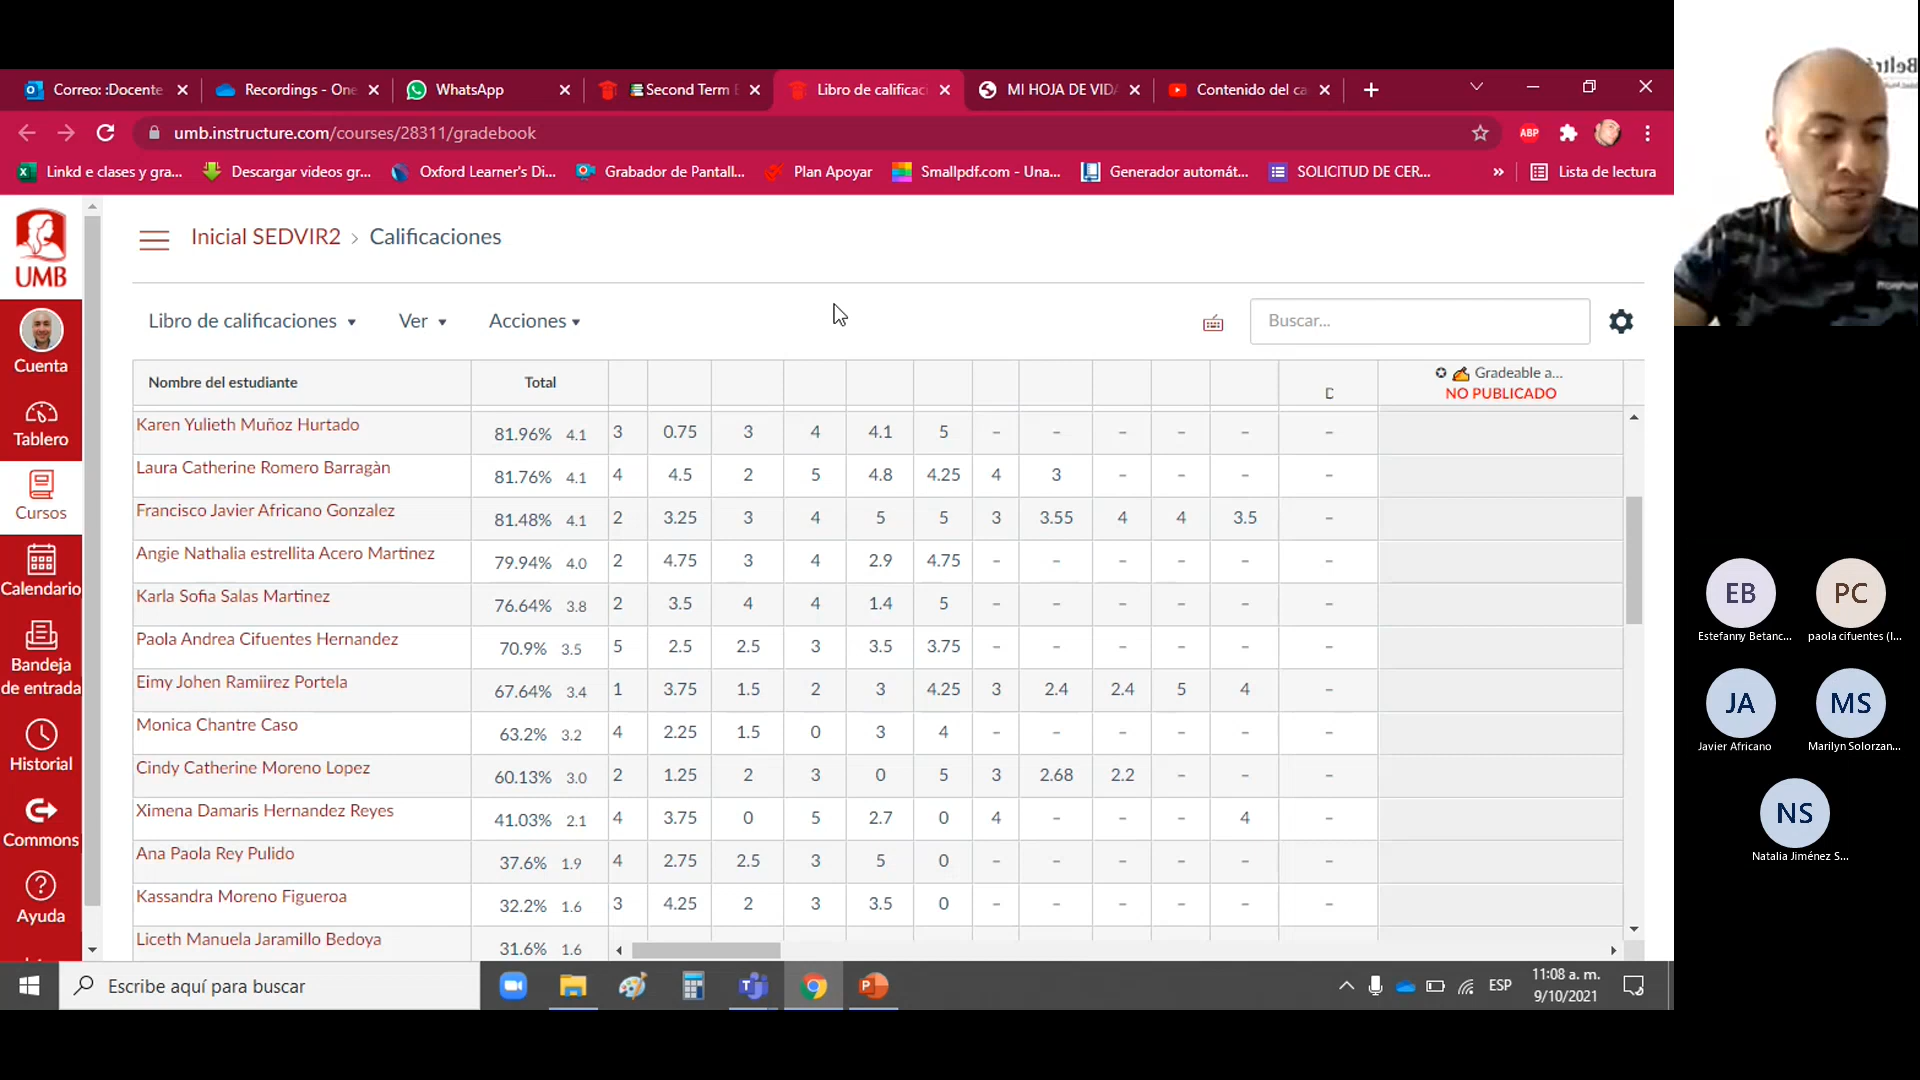 Correo: :Docente
Recordings - One
WhatsApp
Second Term E
Libro de calificaci
MI HOJA DE VIDA
Contenido del ca
umb.instructure.com/courses/28311/gradebook
ABP
Linkd e clases y gra...
Descargar videos gr...
Oxford Learner's Di...
Grabador de Pantall...
Plan Apoyar
Smallpdf.com - Una...
Generador automát...
SOLICITUD DE CER...
»
Lista de lectura
UMB
Cuenta
Tablero
Cursos
Calendario
Bandeja
de entrada
Historial
Commons
Ayuda
Inicial SEDVIR2 › Calificaciones
Libro de calificaciones
Ver
Acciones
Buscar...
Nombre del estudiante Total Gradeable a...
NO PUBLICADO
Karen Yulieth Muñoz Hurtado 81.96% 4.1 3 0.75 3 4 4.1 5 – – – – – –
Laura Catherine Romero Barragàn 81.76% 4.1 4 4.5 2 5 4.8 4.25 4 3 – – – –
Francisco Javier Africano Gonzalez 81.48% 4.1 2 3.25 3 4 5 5 3 3.55 4 4 3.5 –
Angie Nathalia estrellita Acero Martinez 79.94% 4.0 2 4.75 3 4 2.9 4.75 – – – – – –
Karla Sofia Salas Martinez 76.64% 3.8 2 3.5 4 4 1.4 5 – – – – – –
Paola Andrea Cifuentes Hernandez 70.9% 3.5 5 2.5 2.5 3 3.5 3.75 – – – – – –
Eimy Johen Ramiirez Portela 67.64% 3.4 1 3.75 1.5 2 3 4.25 3 2.4 2.4 5 4 –
Monica Chantre Caso 63.2% 3.2 4 2.25 1.5 0 3 4 – – – – – –
Cindy Catherine Moreno Lopez 60.13% 3.0 2 1.25 2 3 0 5 3 2.68 2.2 – – –
Ximena Damaris Hernandez Reyes 41.03% 2.1 4 3.75 0 5 2.7 0 4 – – – 4 –
Ana Paola Rey Pulido 37.6% 1.9 4 2.75 2.5 3 5 0 – – – – – –
Kassandra Moreno Figueroa 32.2% 1.6 3 4.25 2 3 3.5 0 – – – – – –
Liceth Manuela Jaramillo Bedoya 31.6% 1.6
Escribe aquí para buscar
ESP
11:08 a. m.
9/10/2021
EB
Estefanny Betanc...
PC
paola cifuentes (I...
JA
Javier Africano
MS
Marilyn Solorzan...
NS
Natalia Jiménez S...